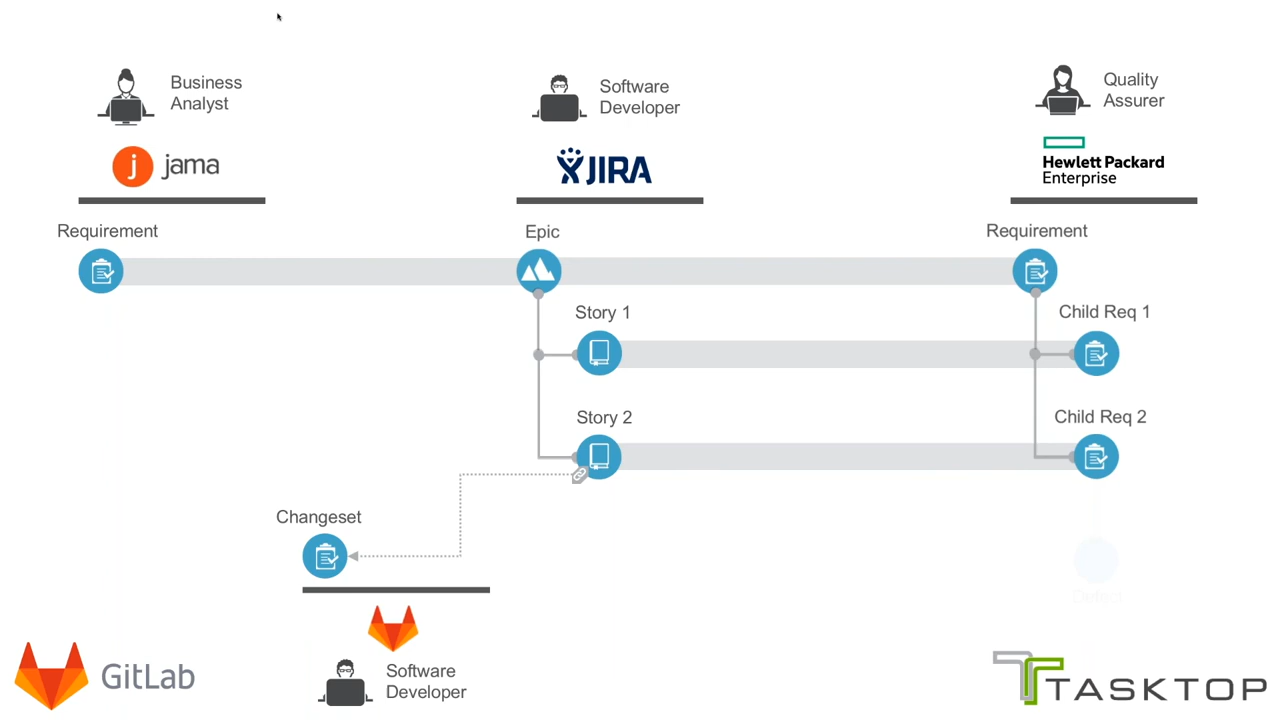 Business
Analyst
Software
Developer
Quality
Assurer
j jama
JIRA
Hewlett Packard
Enterprise
Requirement
Epic
Requirement
Story 1
Child Req 1
Story 2
Child Req 2
Changeset
GitLab
Software
Developer
TASKTOP